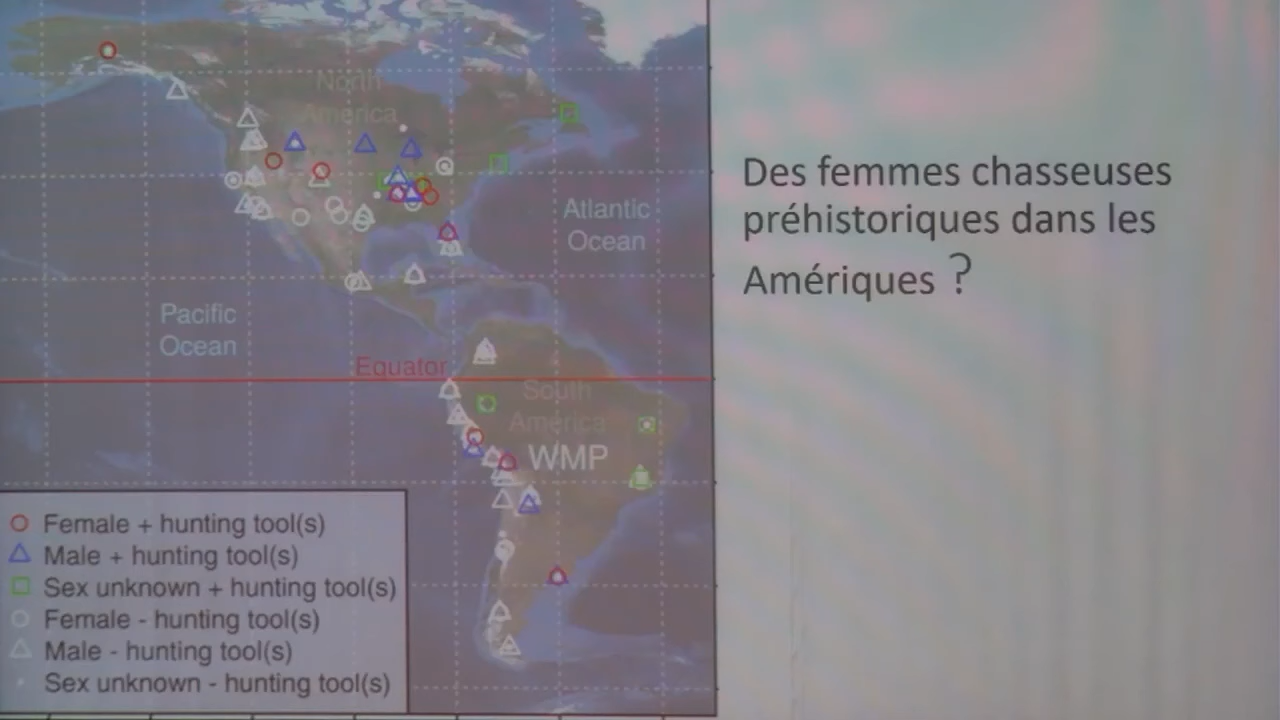 North
America
Des femmes chasseuses
préhistoriques dans les
Amériques ?
Atlantic
Ocean
Pacific
Ocean
Equator
South
America
WMP
Female + hunting tool(s)
Male + hunting tool(s)
Sex unknown + hunting tool(s)
Female - hunting tool(s)
Male - hunting tool(s)
Sex unknown - hunting tool(s)